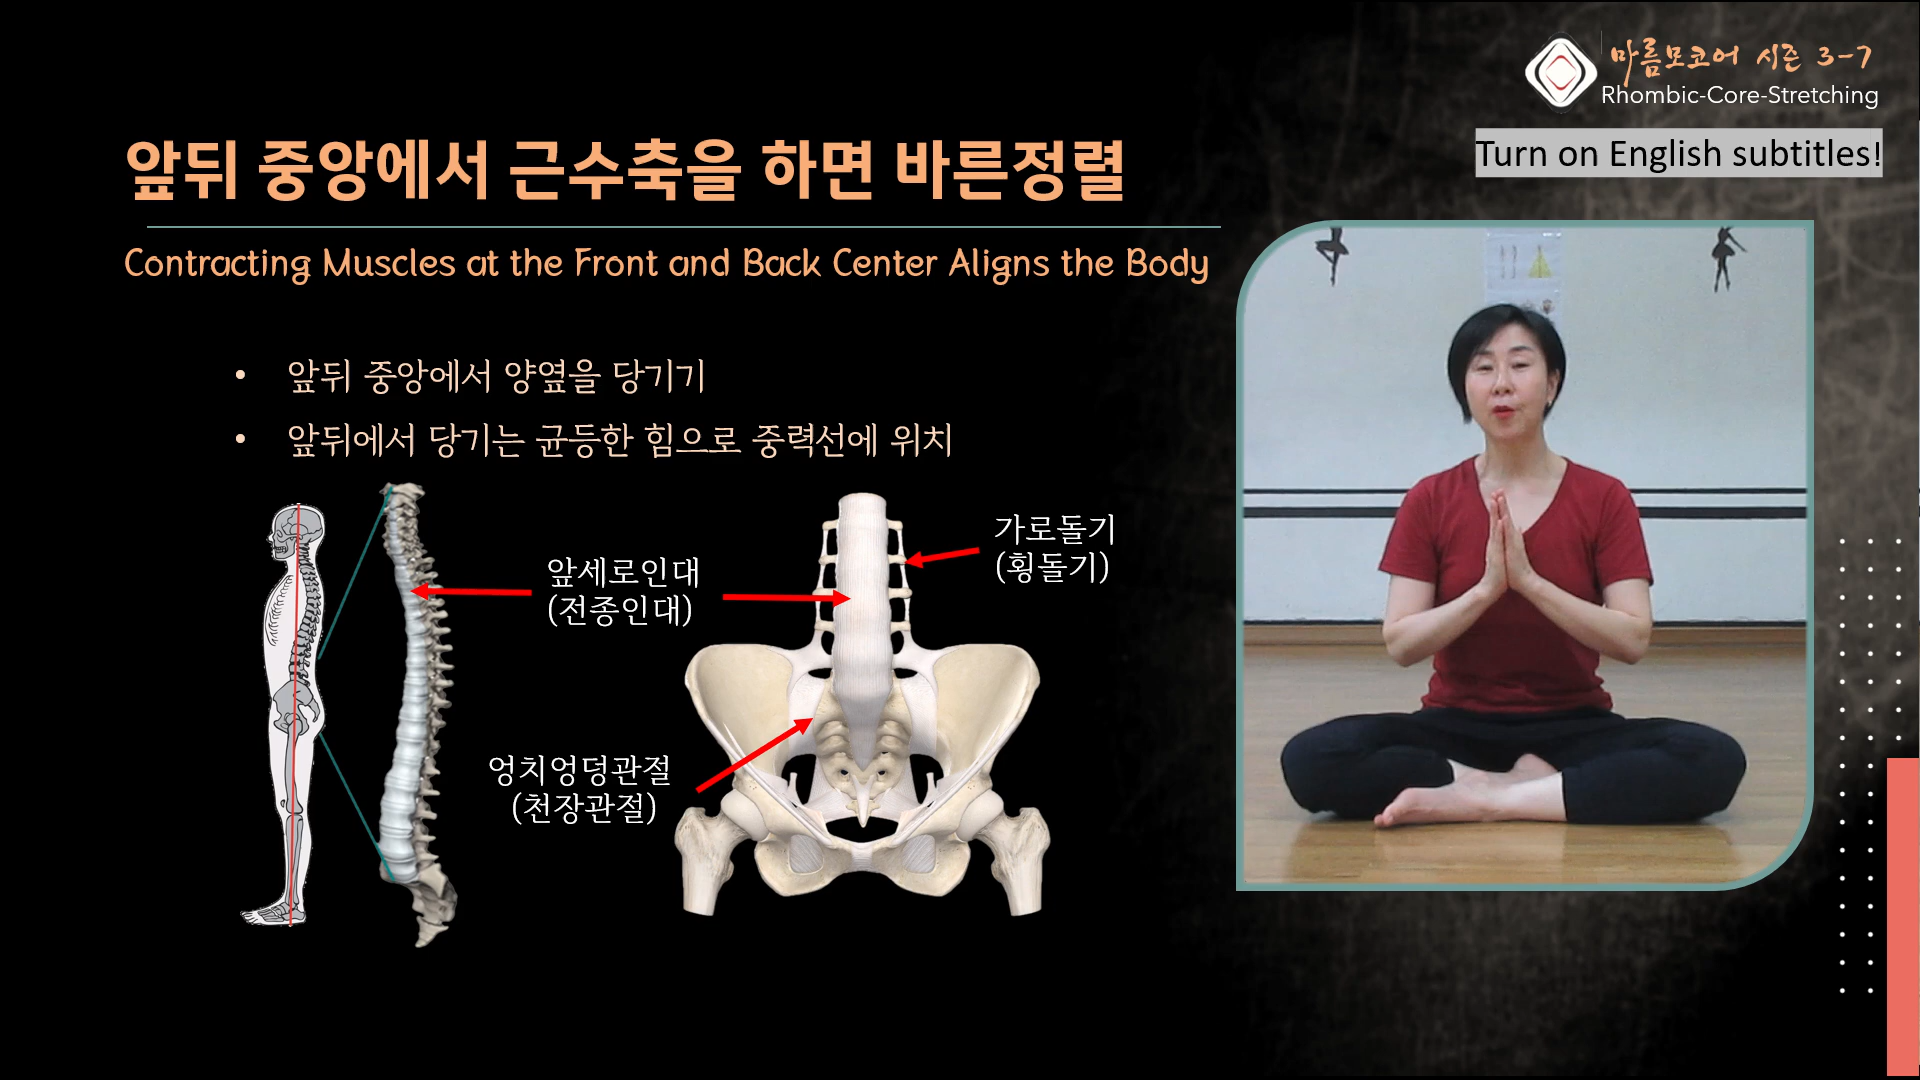 마름모코어 시즌 3-7
Rhombic-Core-Stretching
Turn on English subtitles!
앞뒤 중앙에서 근수축을 하면 바른정렬
Contracting Muscles at the Front and Back Center Aligns the Body
• 앞뒤 중앙에서 양옆을 당기기
• 앞뒤에서 당기는 균등한 힘으로 중력선에 위치
앞세로인대
(전종인대)
가로돌기
(횡돌기)
엉치엉덩관절
(천장관절)